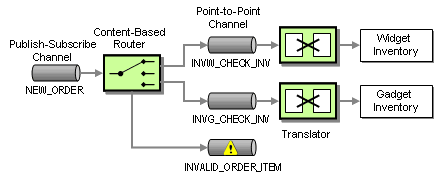 Publish-Subscribe
Channel
NEW_ORDER
Content-Based
Router
Point-to-Point
Channel
INVW_CHECK_INV
Widget
Inventory
INVG_CHECK_INV
Translator
Gadget
Inventory
INVALID_ORDER_ITEM